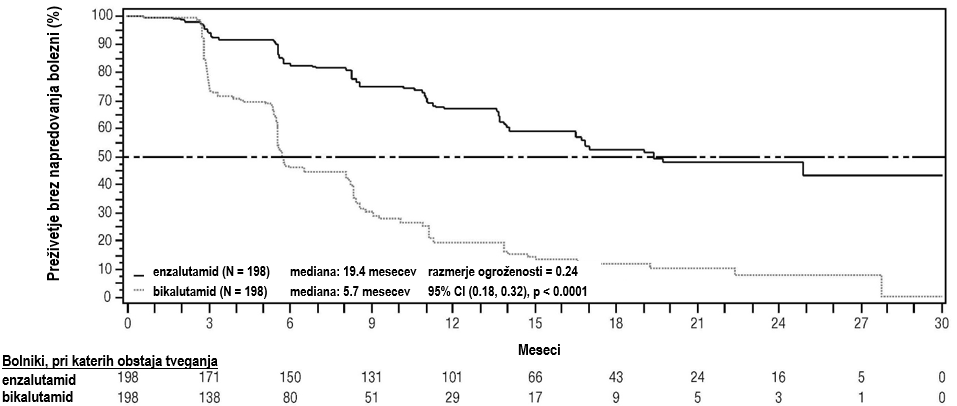 Preživetje brez napredovanja bolezni (%)
100
90
80
70
60
50
40
30
20
10
0
enzalutamid (N = 198) mediana: 19.4 mesecev razmerje ogroženosti = 0.24
bikalutamid (N = 198) mediana: 5.7 mesecev 95% CI (0.18, 0.32), p < 0.0001
0 3 6 9 12 15 18 21 24 27 30
Meseci
Bolniki, pri katerih obstaja tveganja
enzalutamid 198 171 150 131 101 66 43 24 16 5 0
bikalutamid 198 138 80 51 29 17 9 5 3 1 0